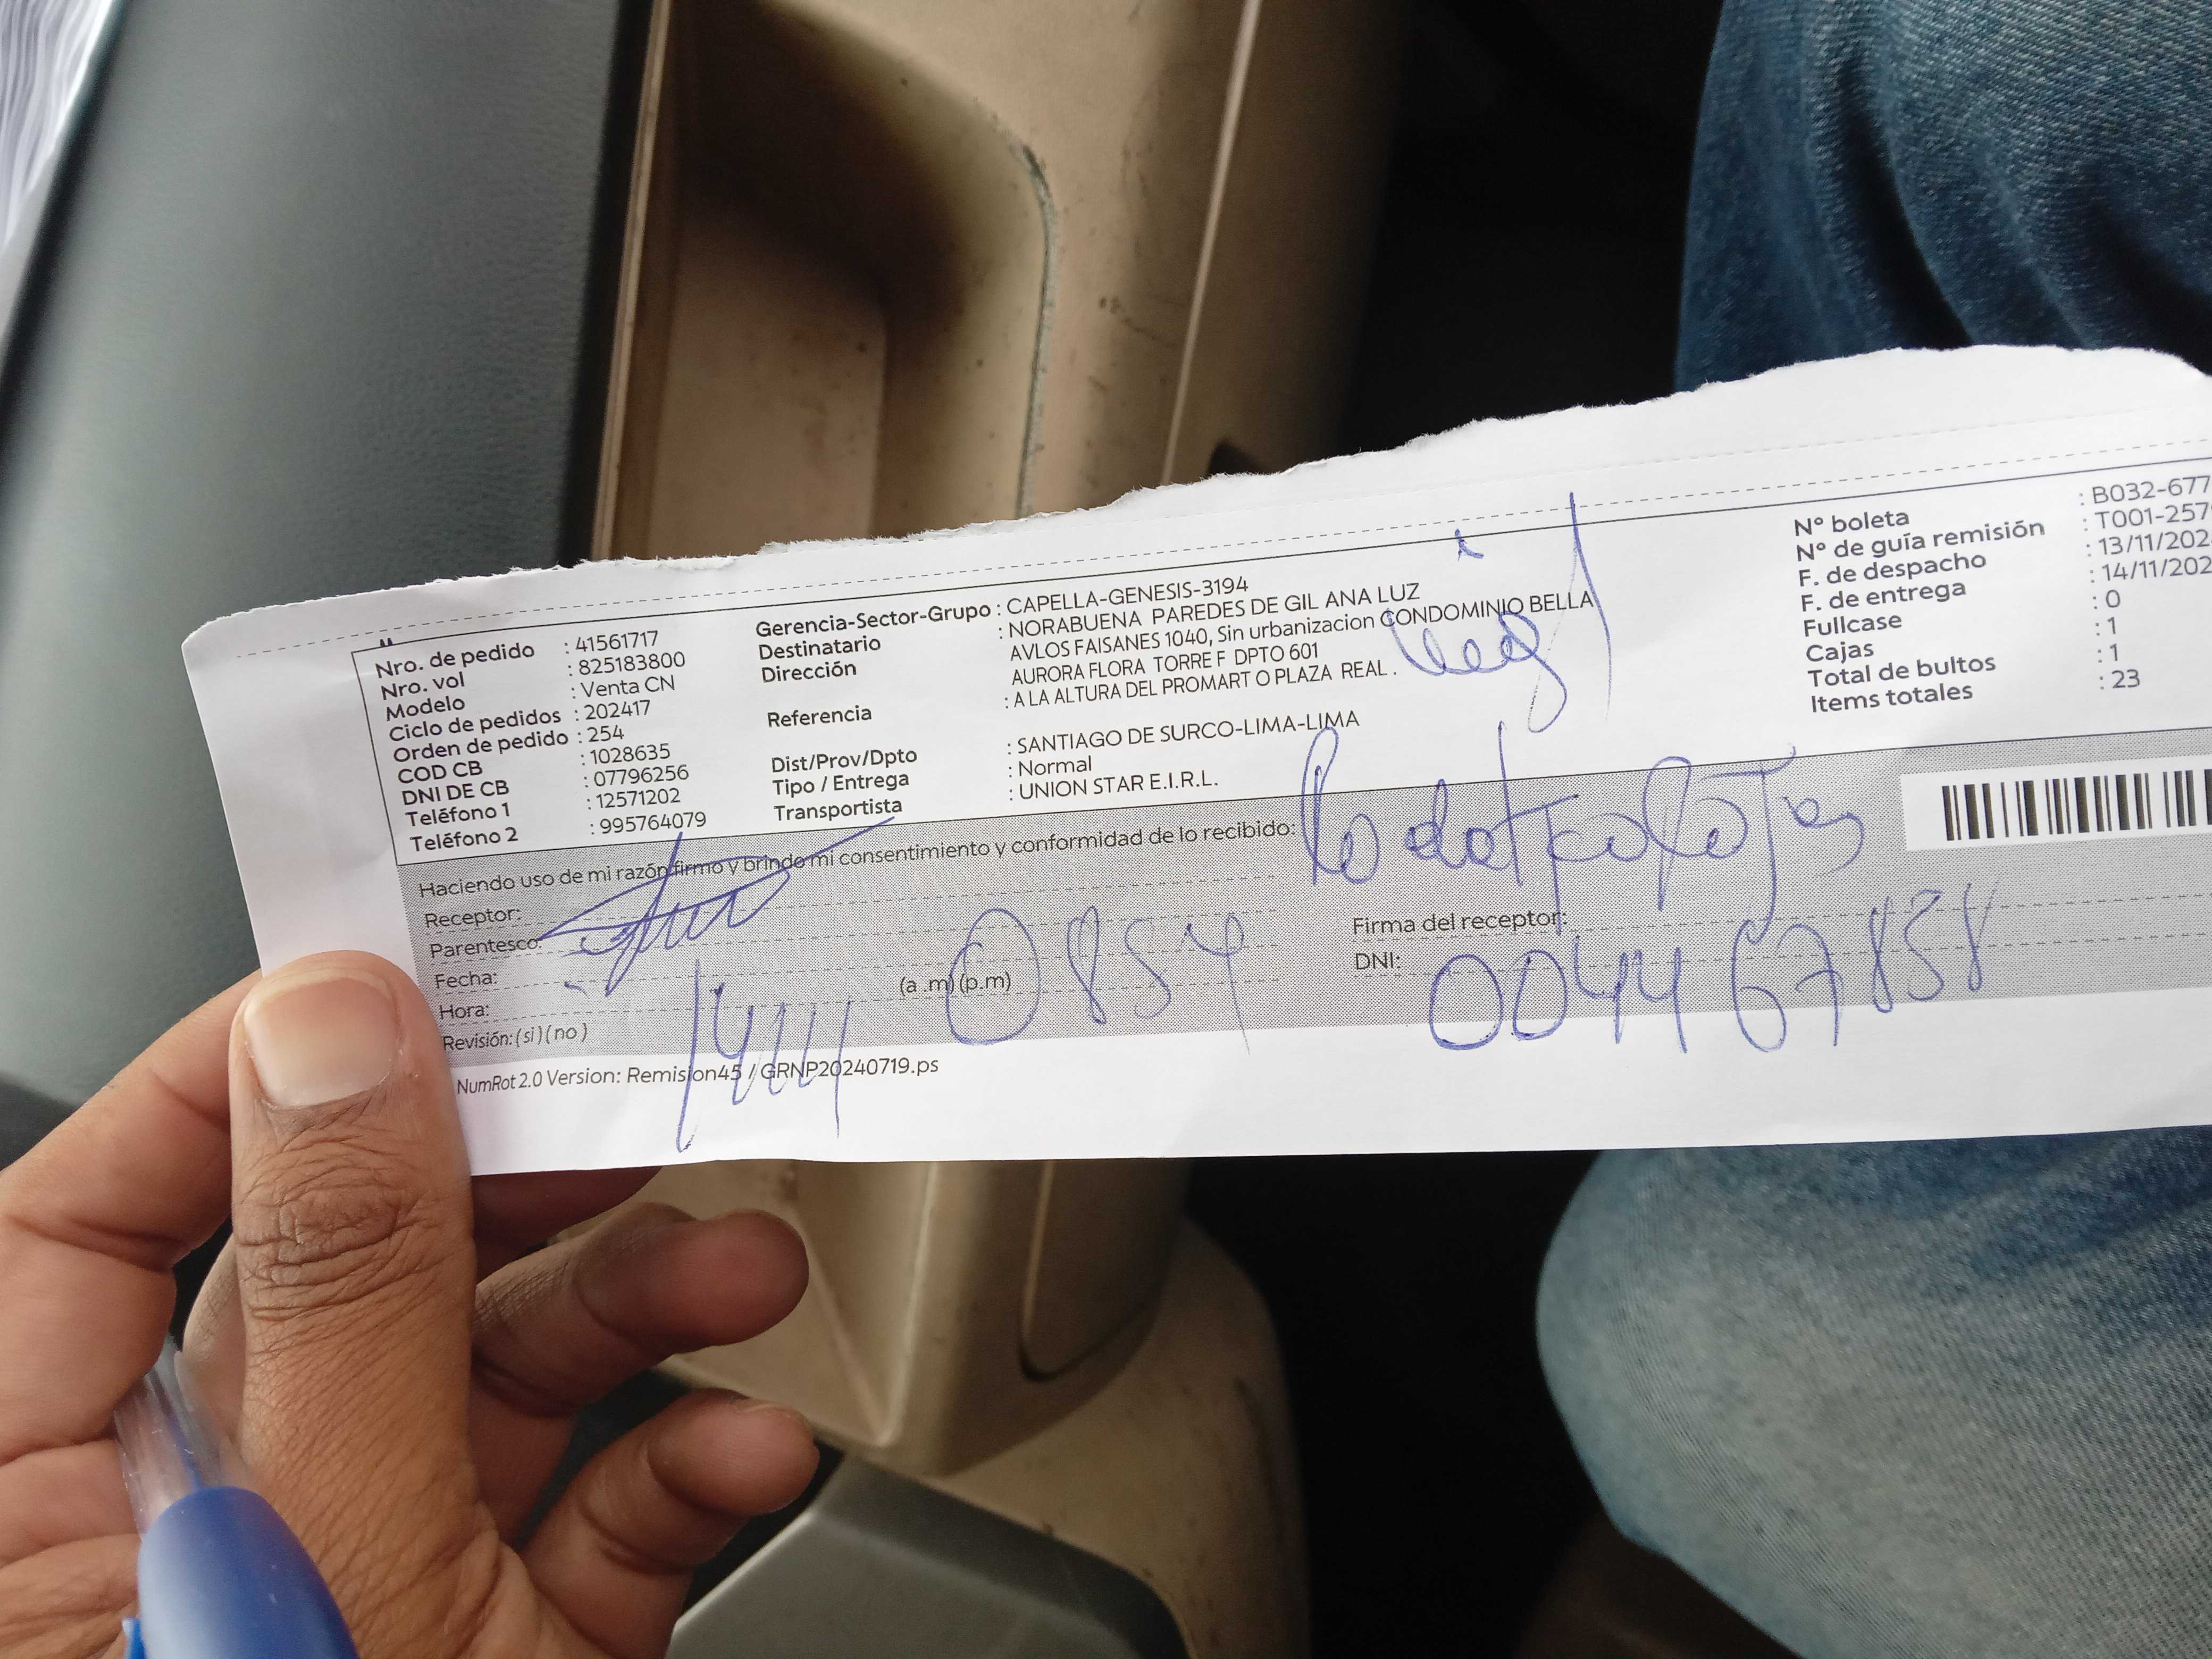 Nro. de pedido : 41561717
Nro. vol : 825183800
Modelo : Venta CN
Ciclo de pedidos : 202417
Orden de pedido : 254
COD CB : 1028635
DNI DE CB : 07796256
Teléfono 1 : 12571202
Teléfono 2 : 995764079
Gerencia-Sector-Grupo : CAPELLA-GENESIS-3194
Destinatario : NORABUENA PAREDES DE GIL ANA LUZ
Dirección : AVLOS FAISANES 1040, Sin urbanizacion CONDOMINIO BELLA
AURORA FLORA TORRE F DPTO 601
Referencia : A LA ALTURA DEL PROMART O PLAZA REAL .
Dist/Prov/Dpto : SANTIAGO DE SURCO-LIMA-LIMA
Tipo / Entrega : Normal
Transportista : UNION STAR E.I.R.L.
N° boleta : B032-677
N° de guía remisión : T001-257
F. de despacho : 13/11/202
F. de entrega : 14/11/202
Fullcase : 0
Cajas : 1
Total de bultos : 1
Items totales : 23
Haciendo uso de mi razón firmo y brindo mi consentimiento y conformidad de lo recibido:
Receptor:
Parentesco:
Fecha:
Hora: (a .m) (p.m)
Revisión: ( si ) ( no )
Firma del receptor:
DNI: 004467838
NumRot 2.0 Version: Remision45 / GRNP20240719.ps